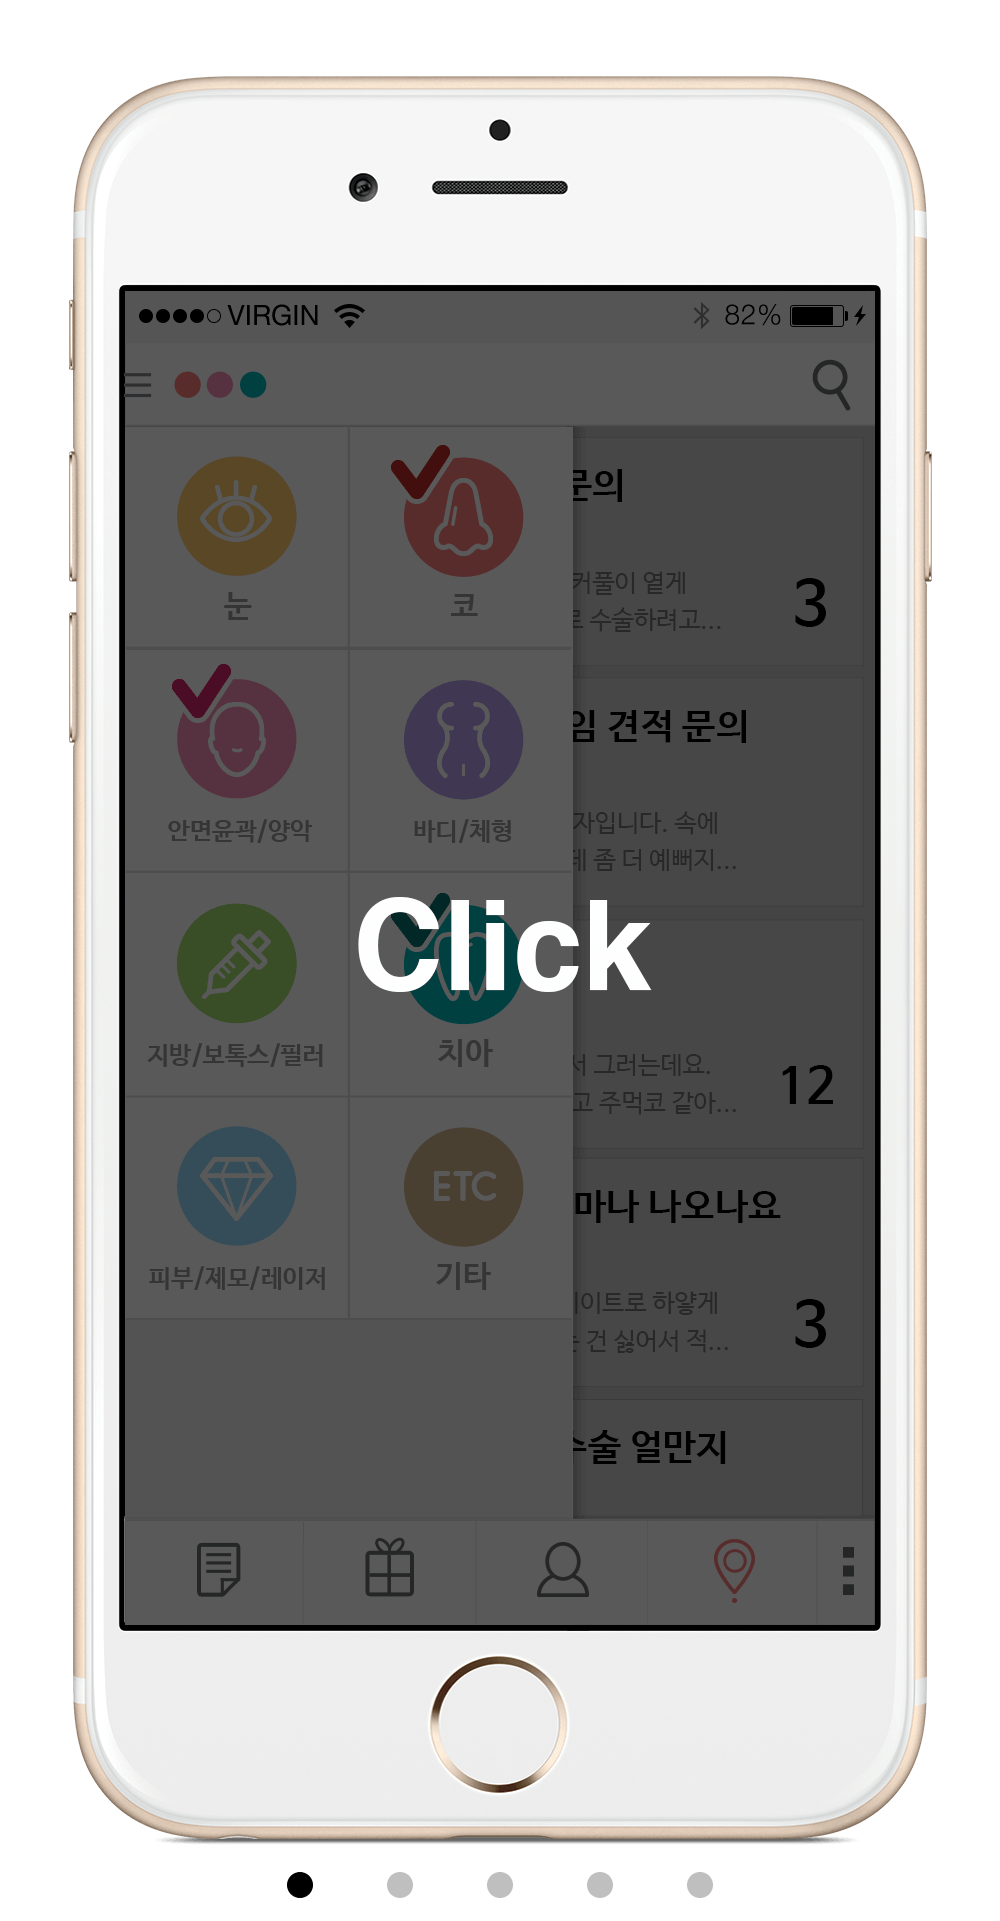 VIRGIN
82%
문의
눈
코
커풀이 옅게
수술하려고...
3
임 견적 문의
안면윤곽/양악
바디/체형
자입니다. 속에
데 좀 더 예뻐지...
Click
지방/보톡스/필러
치아
서 그러는데요.
고 주먹코 같아...
12
마나 나오나요
ETC
피부/제모/레이저
기타
이트로 하얗게
건 싫어서 적...
3
수술 얼만지